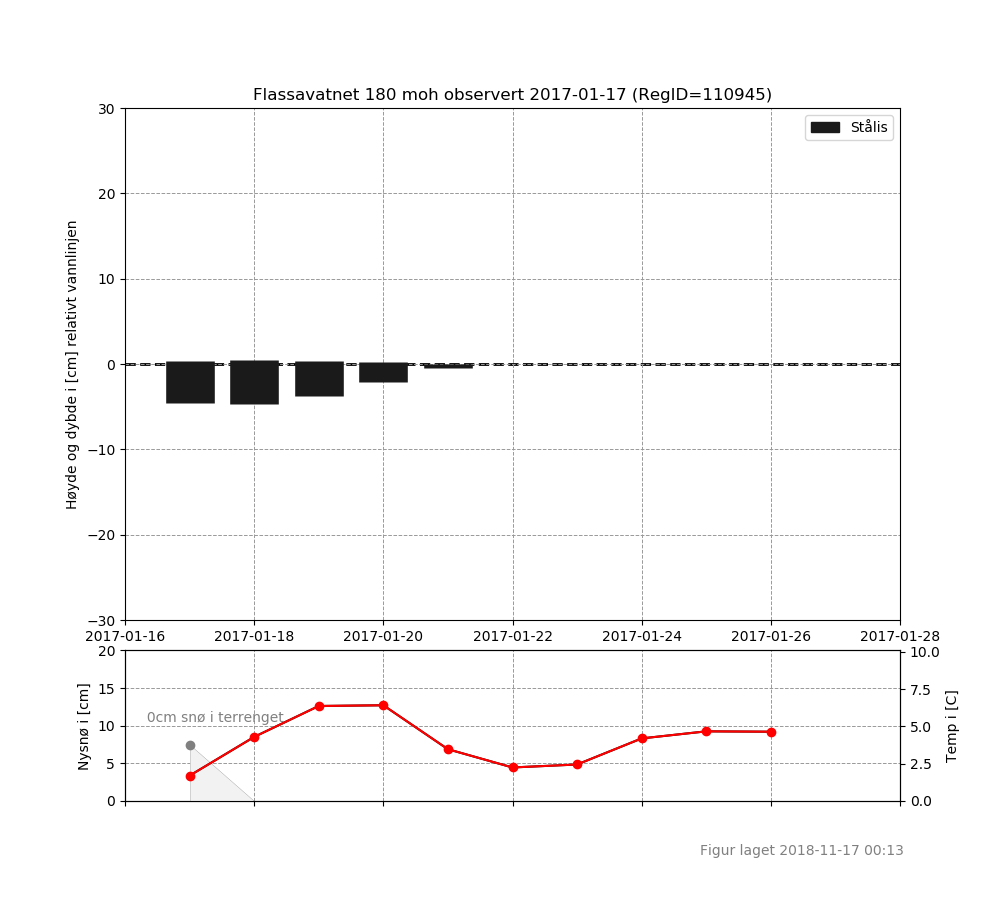 Flassavatnet 180 moh observert 2017-01-17 (RegID=110945)
Stålis
Høyde og dybde i [cm] relativt vannlinjen
30
20
10
0
−10
−20
−30
2017-01-16 2017-01-18 2017-01-20 2017-01-22 2017-01-24 2017-01-26 2017-01-28
Nysnø i [cm]
20
15
10
5
0
0cm snø i terrenget
10.0
7.5
5.0
2.5
0.0
Temp i [C]
Figur laget 2018-11-17 00:13